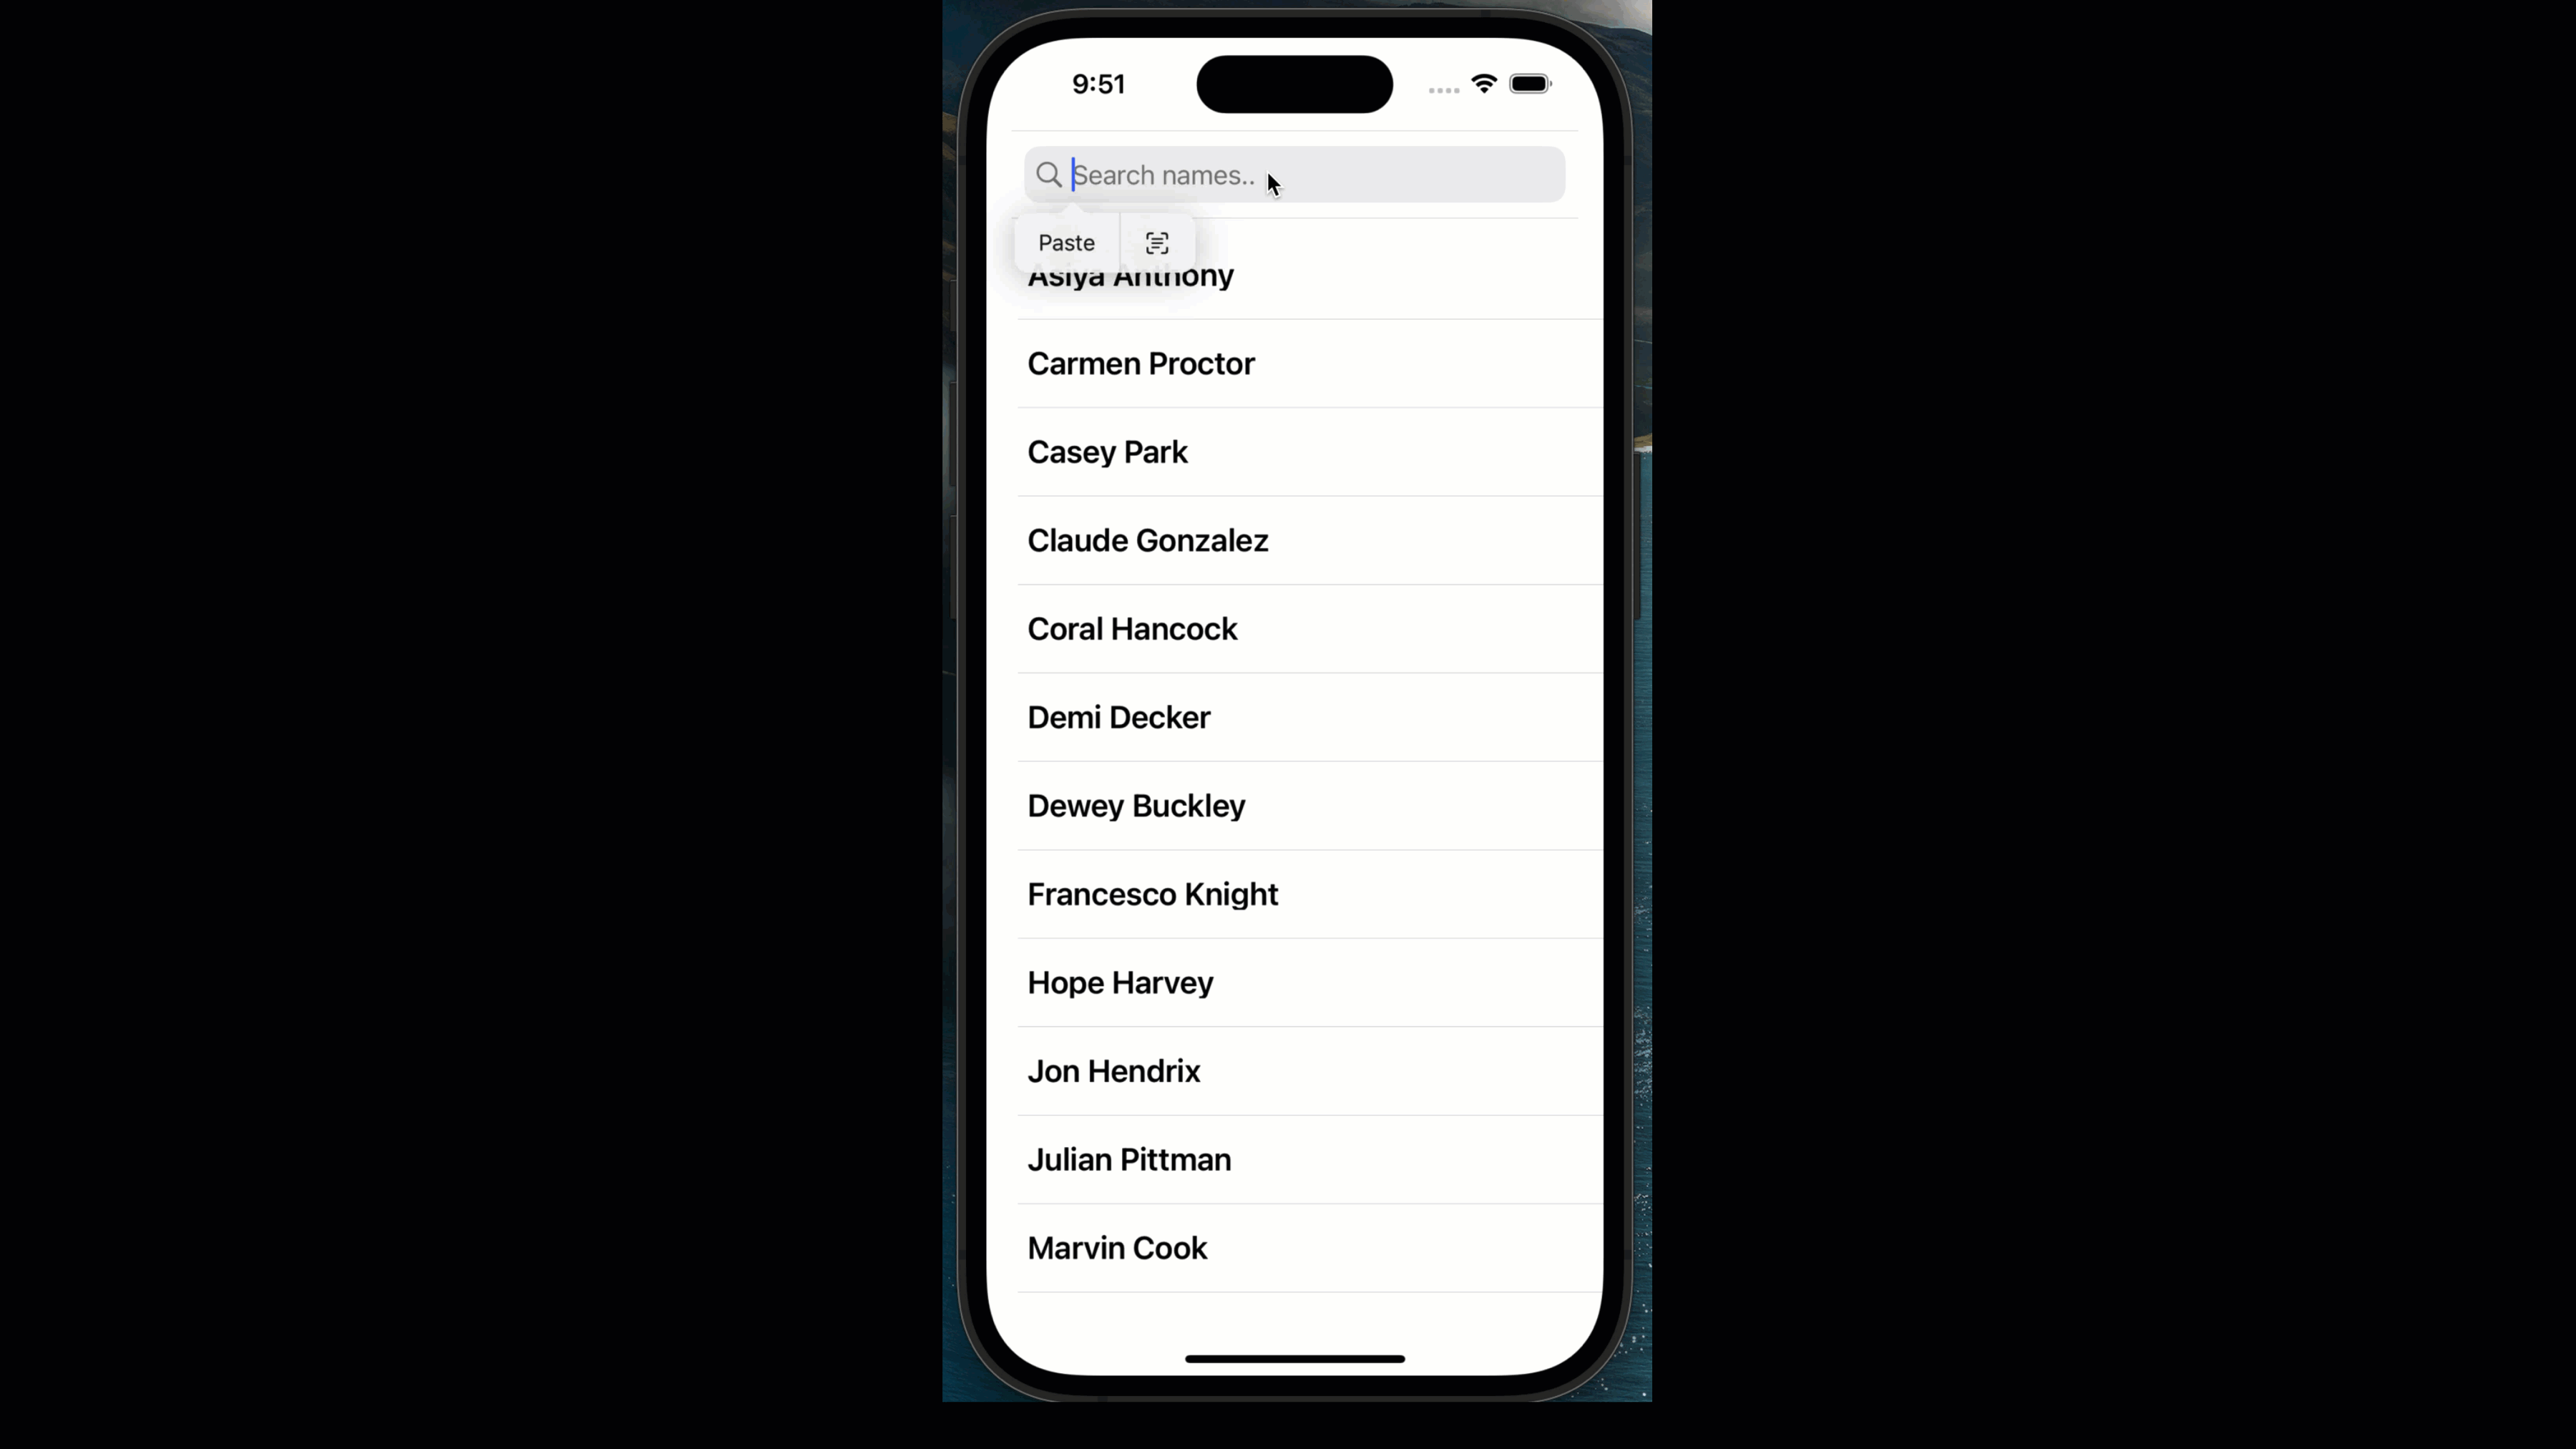 9:51
Search names..
Paste
Asiya Anthony
Carmen Proctor
Casey Park
Claude Gonzalez
Coral Hancock
Demi Decker
Dewey Buckley
Francesco Knight
Hope Harvey
Jon Hendrix
Julian Pittman
Marvin Cook